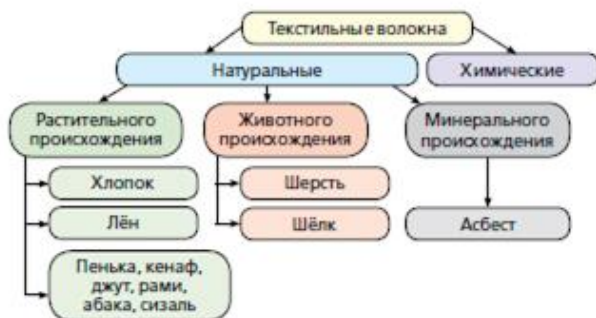 Текстильные волокна
Натуральные
Химические
Растительного
происхождения
Животного
происхождения
Минерального
происхождения
Хлопок
Шерсть
Лён
Шёлк
Асбест
Пенька, кенаф,
джут, рами,
абака, сизаль